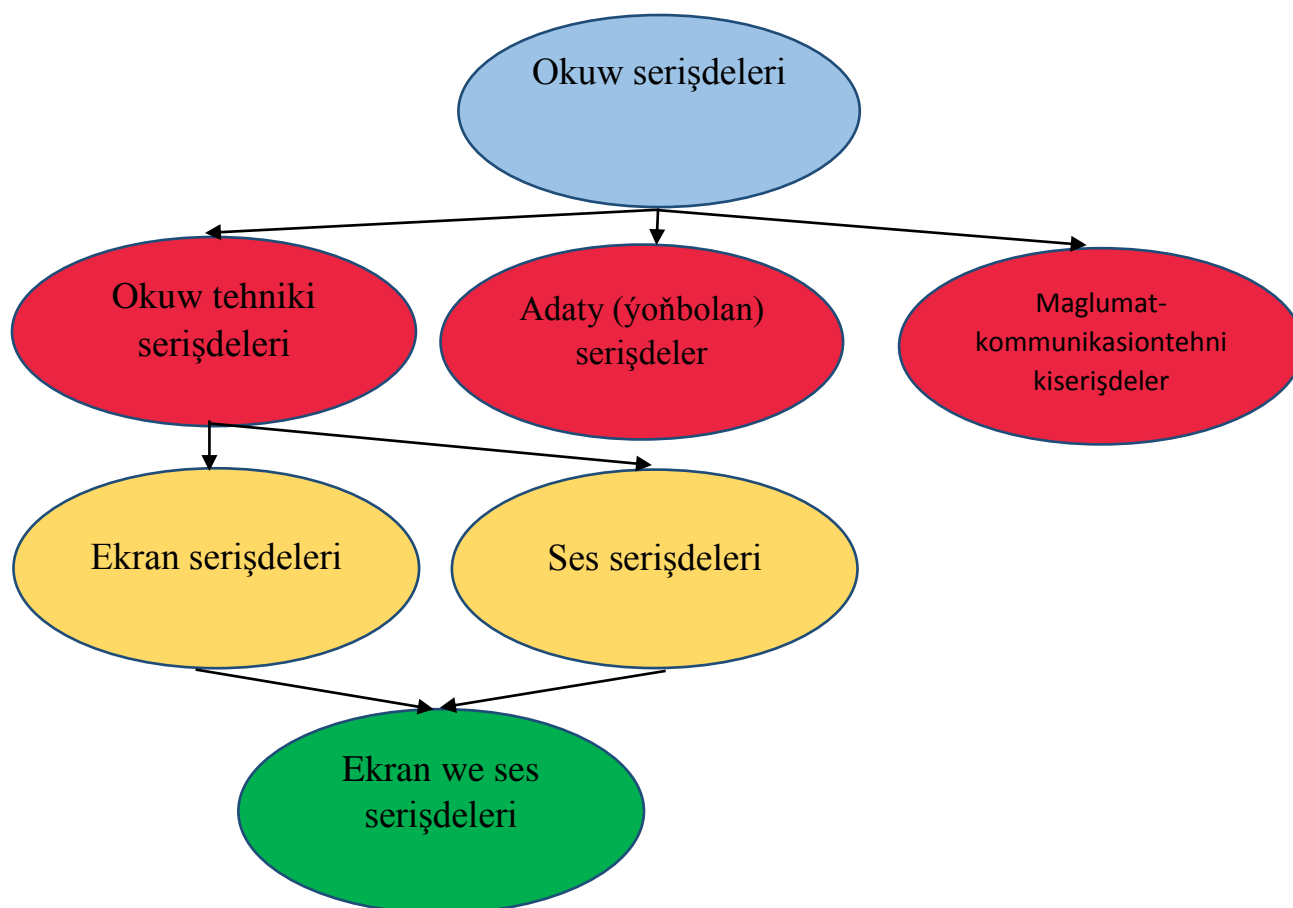 Okuw serişdeleri
Okuw tehniki
serişdeleri
Adaty (ýoňbolan)
serişdeler
Maglumat-
kommunikasiontehni
kiserişdeler
Ekran serişdeleri
Ses serişdeleri
Ekran we ses
serişdeleri